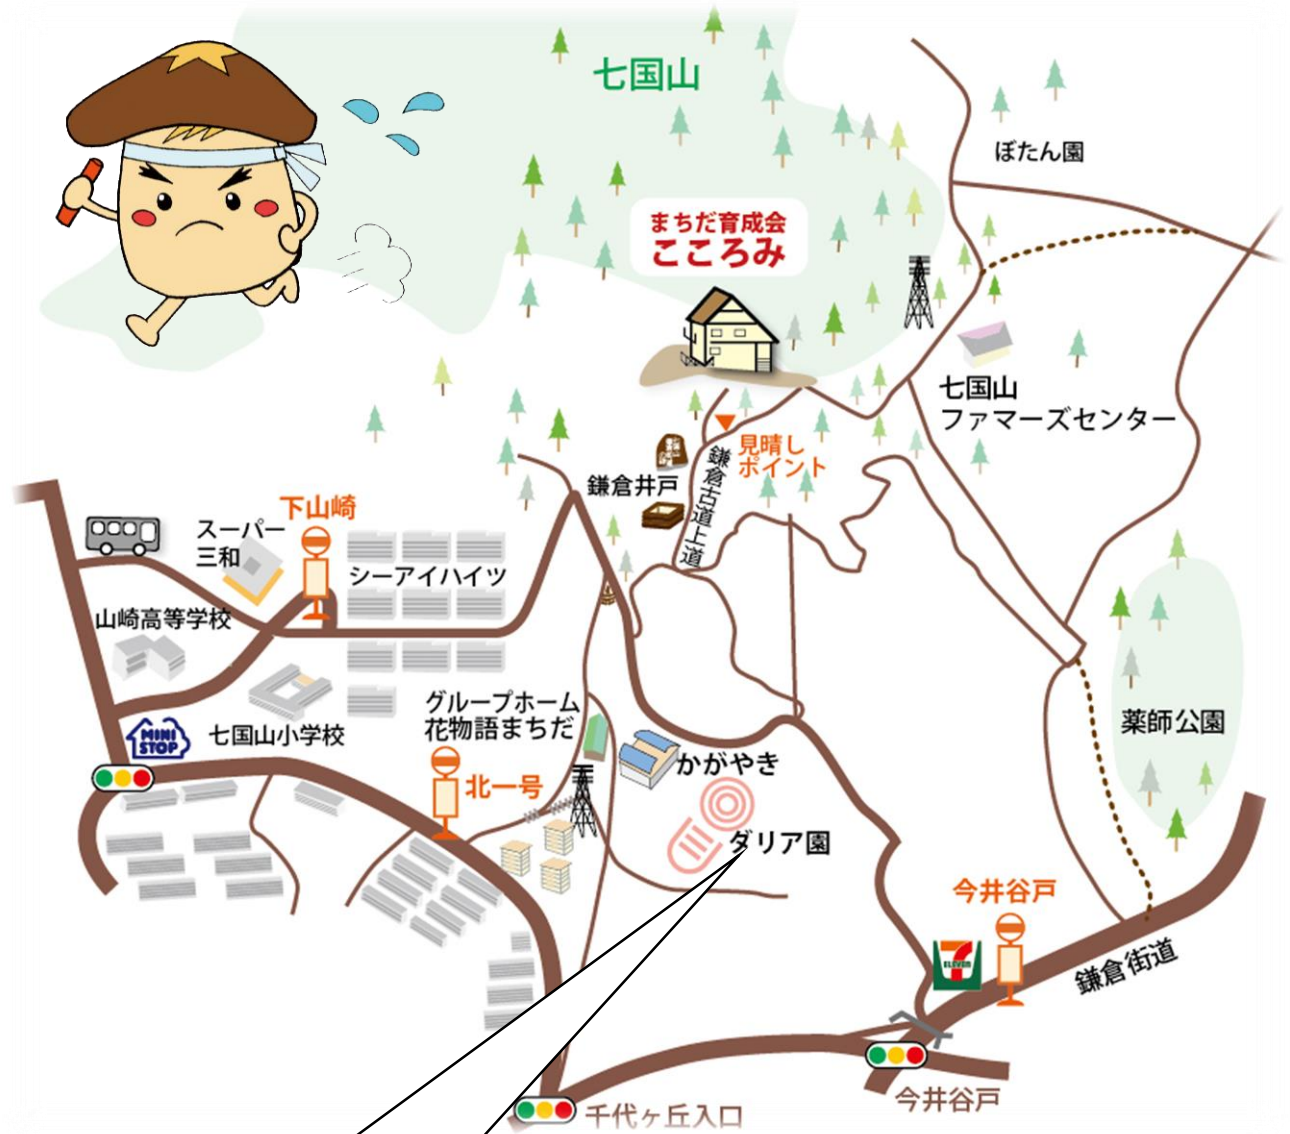 七国山
ぼたん園
まちだ育成会
こころみ
七国山
ファマーズセンター
見晴し
ポイント
鎌倉古道上道
鎌倉井戸
下山崎
スーパー
三和
シーアイハイツ
山崎高等学校
グループホーム
花物語まちだ
七国山小学校
MINI
STOP
薬師公園
かがやき
北一号
ダリア園
今井谷戸
7
ELEVEN
鎌倉街道
今井谷戸
千代ヶ丘入口